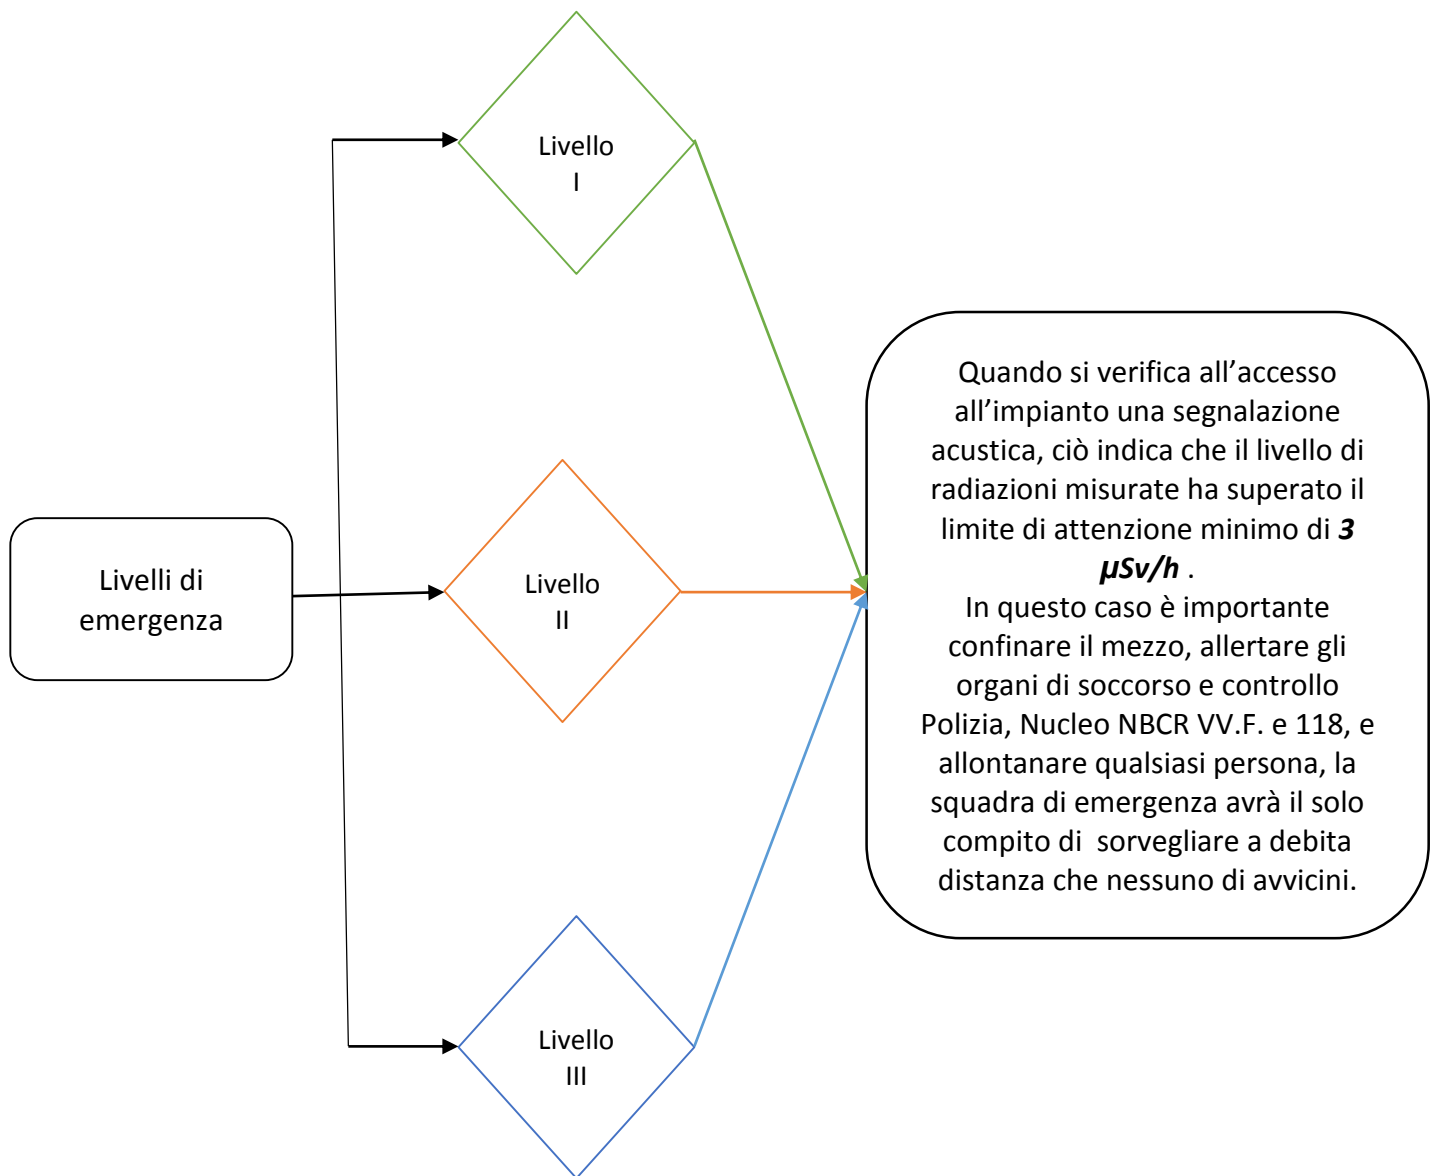 Livello
I
Livelli di
emergenza
Livello
II
Livello
III
Quando si verifica all’accesso
all’impianto una segnalazione
acustica, ciò indica che il livello di
radiazioni misurate ha superato il
limite di attenzione minimo di 3
µSv/h .
In questo caso è importante
confinare il mezzo, allertare gli
organi di soccorso e controllo
Polizia, Nucleo NBCR VV.F. e 118, e
allontanare qualsiasi persona, la
squadra di emergenza avrà il solo
compito di  sorvegliare a debita
distanza che nessuno di avvicini.